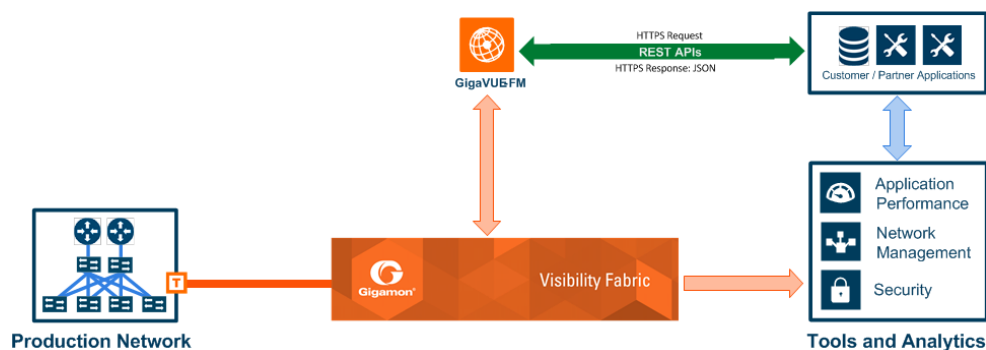 HTTPS Request
REST APIs
HTTPS Response: JSON
GigaVUE-FM
Customer / Partner Applications
Application
Performance
Network
Management
Security
T
Gigamon®
Visibility Fabric
Production Network
Tools and Analytics